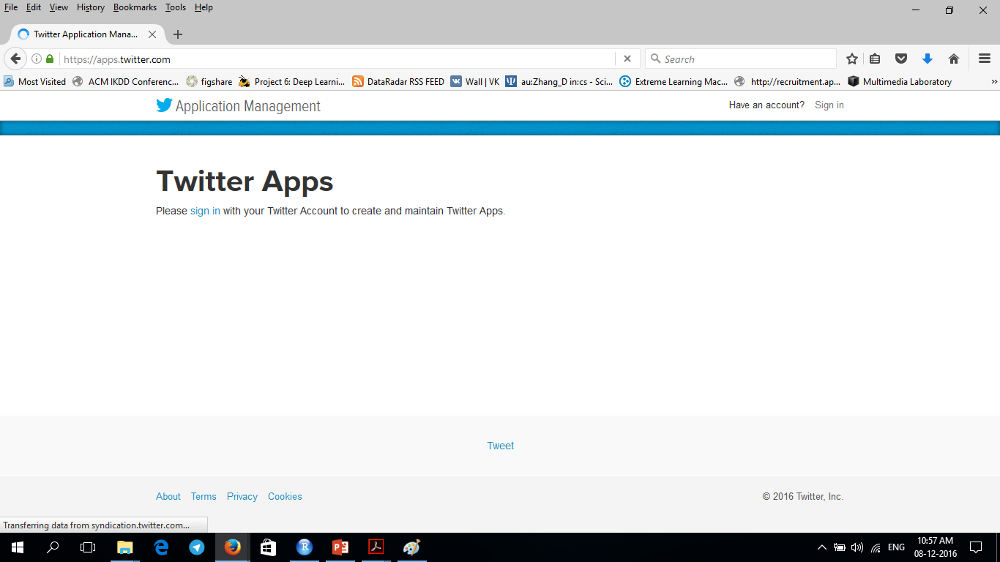 File Edit View History Bookmarks Tools Help
Twitter Application Mana...
https://apps.twitter.com
Search
Most Visited ACM IKDD Conferenc... figshare Project 6: Deep Learni... DataRadar RSS FEED Wall | VK au:Zhang_D in:cs - Sci... Extreme Learning Mac... http://recruitment.ap... Multimedia Laboratory
Application Management
Have an account? Sign in
Twitter Apps
Please sign in with your Twitter Account to create and maintain Twitter Apps.
Tweet
About Terms Privacy Cookies
© 2016 Twitter, Inc.
Transferring data from syndication.twitter.com...
ENG
10:57 AM
08-12-2016